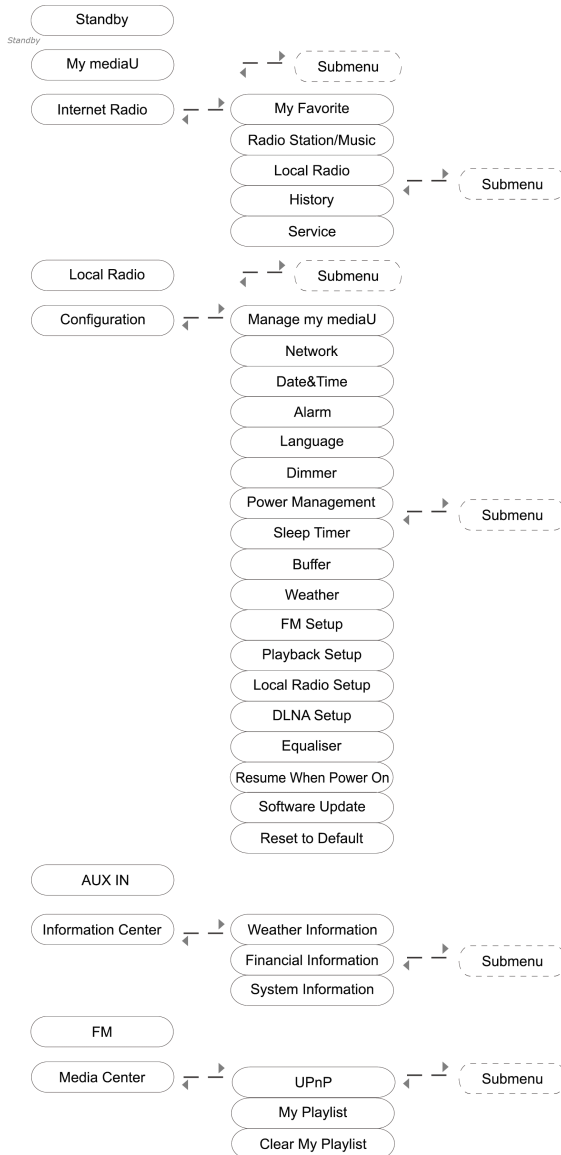 Standby
Standby
My mediaU
Submenu
Internet Radio
My Favorite
Radio Station/Music
Local Radio
History
Service
Submenu
Local Radio
Submenu
Configuration
Manage my mediaU
Network
Date&Time
Alarm
Language
Dimmer
Power Management
Sleep Timer
Buffer
Weather
FM Setup
Playback Setup
Local Radio Setup
DLNA Setup
Equaliser
Resume When Power On
Software Update
Reset to Default
Submenu
AUX IN
Information Center
Weather Information
Financial Information
System Information
Submenu
FM
Media Center
UPnP
My Playlist
Clear My Playlist
Submenu